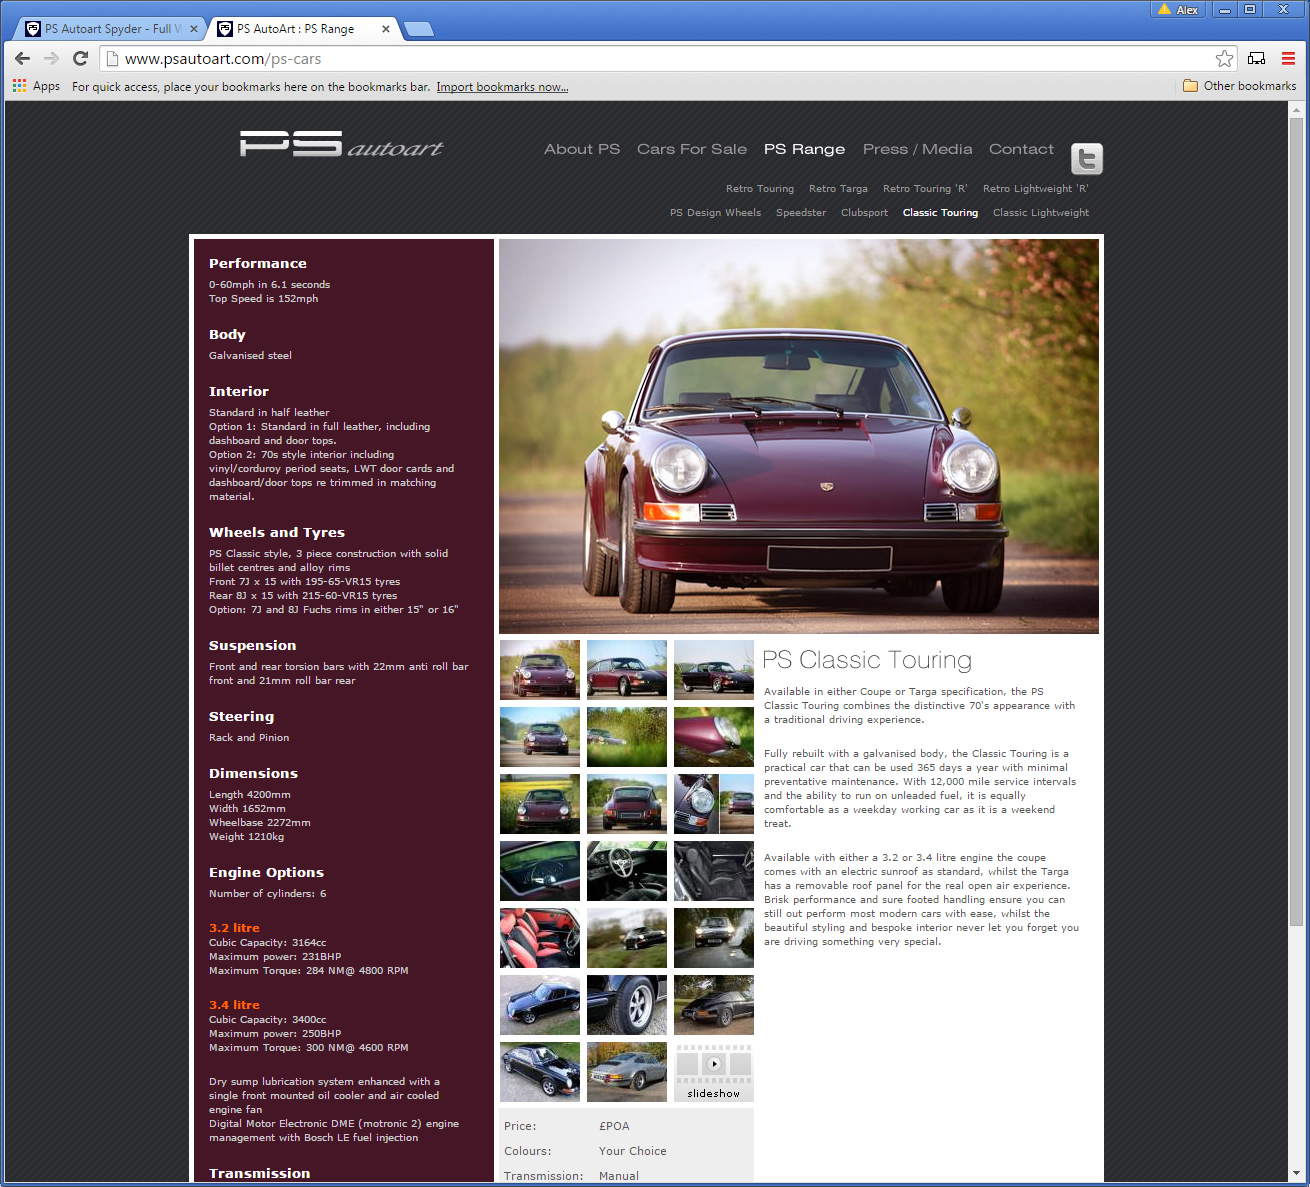 Alex
PS Autoart Spyder - Full W
PS AutoArt : PS Range
www.psautoart.com/ps-cars
Apps
For quick access, place your bookmarks here on the bookmarks bar. Import bookmarks now...
Other bookmarks
PS autoart
About PS
Cars For Sale
PS Range
Press / Media
Contact
Retro Touring
Retro Targa
Retro Touring 'R'
Retro Lightweight 'R'
PS Design Wheels
Speedster
Clubsport
Classic Touring
Classic Lightweight
Performance
0-60mph in 6.1 seconds
Top Speed is 152mph
Body
Galvanised steel
Interior
Standard in half leather
Option 1: Standard in full leather, including
dashboard and door tops.
Option 2: 70s style interior including
vinyl/corduroy period seats, LWT door cards and
dashboard/door tops re trimmed in matching
material.
Wheels and Tyres
PS Classic style, 3 piece construction with solid
billet centres and alloy rims
Front 7J x 15 with 195-65-VR15 tyres
Rear 8J x 15 with 215-60-VR15 tyres
Option: 7J and 8J Fuchs rims in either 15" or 16"
Suspension
Front and rear torsion bars with 22mm anti roll bar
front and 21mm roll bar rear
Steering
Rack and Pinion
Dimensions
Length 4200mm
Width 1652mm
Wheelbase 2272mm
Weight 1210kg
Engine Options
Number of cylinders: 6
3.2 litre
Cubic Capacity: 3164cc
Maximum power: 231BHP
Maximum Torque: 284 NM@ 4800 RPM
3.4 litre
Cubic Capacity: 3400cc
Maximum power: 250BHP
Maximum Torque: 300 NM@ 4600 RPM
Dry sump lubrication system enhanced with a
single front mounted oil cooler and air cooled
engine fan
Digital Motor Electronic DME (motronic 2) engine
management with Bosch LE fuel injection
Transmission
PS Classic Touring
Available in either Coupe or Targa specification, the PS
Classic Touring combines the distinctive 70's appearance with
a traditional driving experience.
Fully rebuilt with a galvanised body, the Classic Touring is a
practical car that can be used 365 days a year with minimal
preventative maintenance. With 12,000 mile service intervals
and the ability to run on unleaded fuel, it is equally
comfortable as a weekday working car as it is a weekend
treat.
Available with either a 3.2 or 3.4 litre engine the coupe
comes with an electric sunroof as standard, whilst the Targa
has a removable roof panel for the real open air experience.
Brisk performance and sure footed handling ensure you can
still out perform most modern cars with ease, whilst the
beautiful styling and bespoke interior never let you forget you
are driving something very special.
slideshow
Price: £POA
Colours: Your Choice
Transmission: Manual